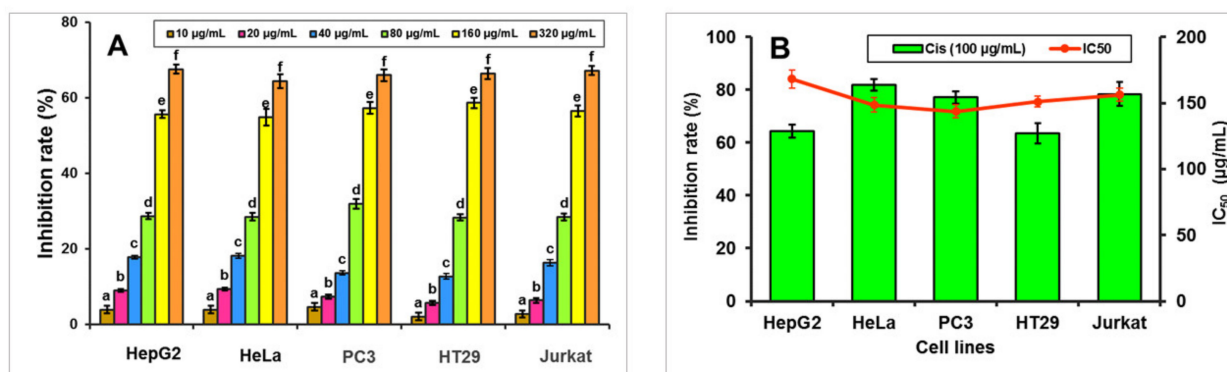 A
10 µg/mL 20 µg/mL 40 µg/mL 80 µg/mL 160 µg/mL 320 µg/mL
Inhibition rate (%)
80
60
40
20
0
a b c d e f
a b c d e f
a b c d e f
a b c d e f
a b c d e f
HepG2 HeLa PC3 HT29 Jurkat
B
Cis (100 µg/mL) IC50
Inhibition rate (%)
100
80
60
40
20
0
200
150
100
50
0
IC50 (µg/mL)
HepG2 HeLa PC3 HT29 Jurkat
Cell lines